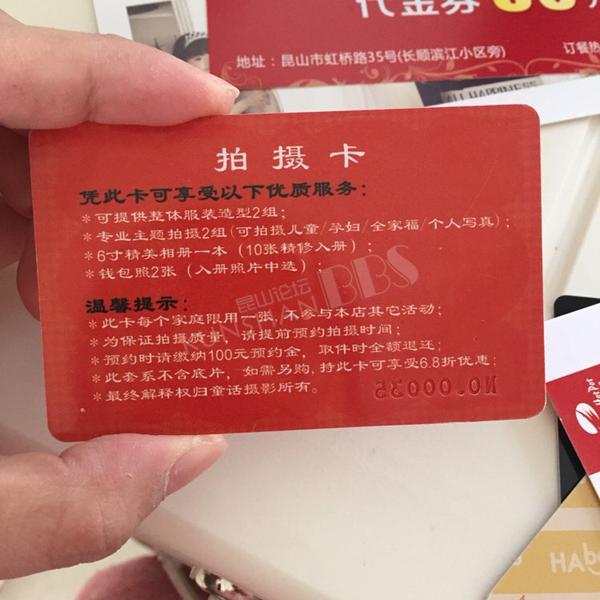 代金券
地址：昆山市虹桥路35号(长顺滨江小区旁)
订餐热
ALL HAPPINESS
拍摄卡
凭此卡可享受以下优质服务：
*可提供整体服装造型2组；
*专业主题拍摄2组（可拍摄儿童/孕妇/全家福/个人写真）；
*6寸精美相册一本（10张精修入册）；
*钱包照2张（入册照片中选）；
昆山论坛
KUNSHAN BBS
温馨提示：
*此卡每个家庭限用一张，不参与本店其它活动；
*为保证拍摄质量，请提前预约拍摄时间；
*预约时请缴纳100元预约金，取件时全额退还；
*此套系不含底片，如需另购，持此卡可享受6.8折优惠；
*最终解释权归童话摄影所有。
NO.00035
HAb